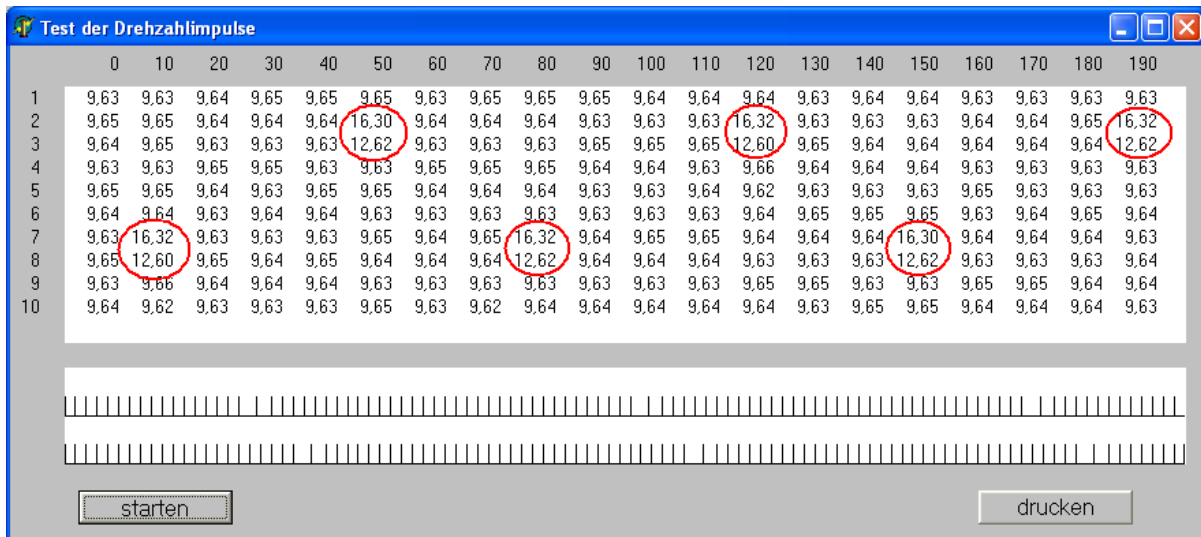 Test der Drehzahlimpulse
0 10 20 30 40 50 60 70 80 90 100 110 120 130 140 150 160 170 180 190
1 9,63 9,63 9,64 9,65 9,65 9,65 9,63 9,65 9,65 9,65 9,64 9,64 9,64 9,63 9,64 9,64 9,63 9,63 9,63 9,63
2 9,65 9,65 9,64 9,64 9,64 16,30 9,64 9,64 9,64 9,63 9,63 9,63 16,32 9,63 9,63 9,63 9,64 9,64 9,65 16,32
3 9,64 9,65 9,63 9,63 9,63 12,62 9,63 9,63 9,63 9,65 9,65 9,65 12,60 9,65 9,64 9,64 9,64 9,64 9,64 12,62
4 9,63 9,63 9,65 9,65 9,63 9,63 9,65 9,65 9,65 9,64 9,63 9,64 9,66 9,64 9,64 9,64 9,63 9,63 9,63 9,63
5 9,65 9,65 9,64 9,64 9,65 9,65 9,64 9,64 9,64 9,63 9,63 9,64 9,62 9,63 9,63 9,63 9,65 9,63 9,63 9,63
6 9,64 9,64 9,63 9,64 9,64 9,63 9,63 9,63 9,63 9,63 9,63 9,63 9,64 9,65 9,65 9,65 9,63 9,64 9,65 9,64
7 9,63 16,32 9,63 9,63 9,63 9,65 9,64 9,65 16,32 9,64 9,65 9,65 9,64 9,64 9,64 16,30 9,64 9,64 9,64 9,63
8 9,65 12,60 9,65 9,64 9,65 9,64 9,64 9,64 12,62 9,64 9,64 9,64 9,63 9,63 9,63 12,62 9,63 9,63 9,63 9,65
9 9,63 9,66 9,64 9,64 9,64 9,63 9,63 9,63 9,63 9,63 9,63 9,63 9,65 9,65 9,63 9,63 9,65 9,65 9,64 9,64
10 9,64 9,62 9,63 9,63 9,63 9,65 9,63 9,62 9,64 9,64 9,64 9,64 9,64 9,63 9,65 9,65 9,64 9,64 9,64 9,63
starten drucken